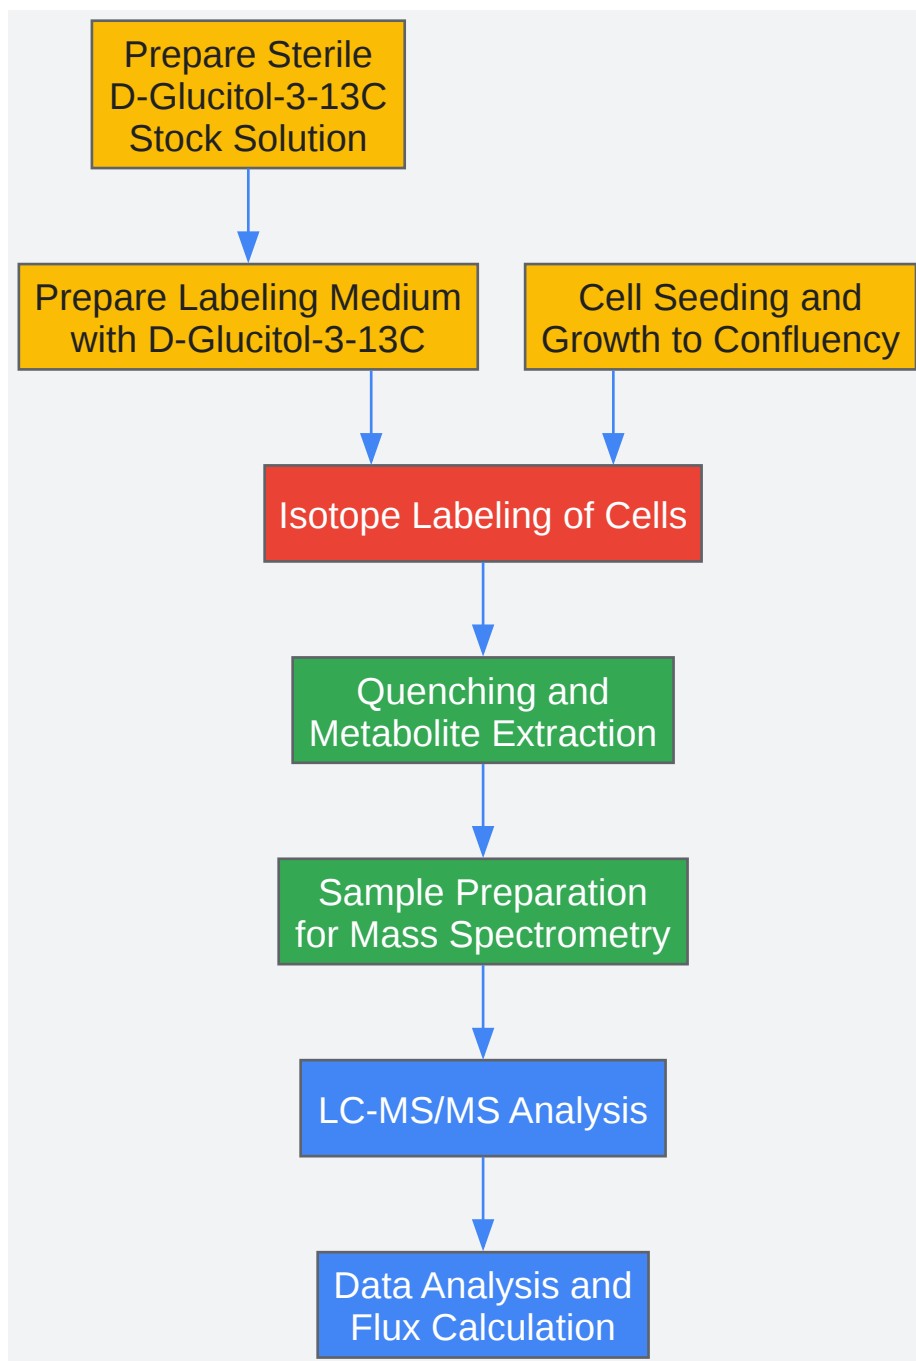 Prepare Sterile
D-Glucitol-3-13C
Stock Solution
Prepare Labeling Medium
with D-Glucitol-3-13C
Cell Seeding and
Growth to Confluency
Isotope Labeling of Cells
Quenching and
Metabolite Extraction
Sample Preparation
for Mass Spectrometry
LC-MS/MS Analysis
Data Analysis and
Flux Calculation